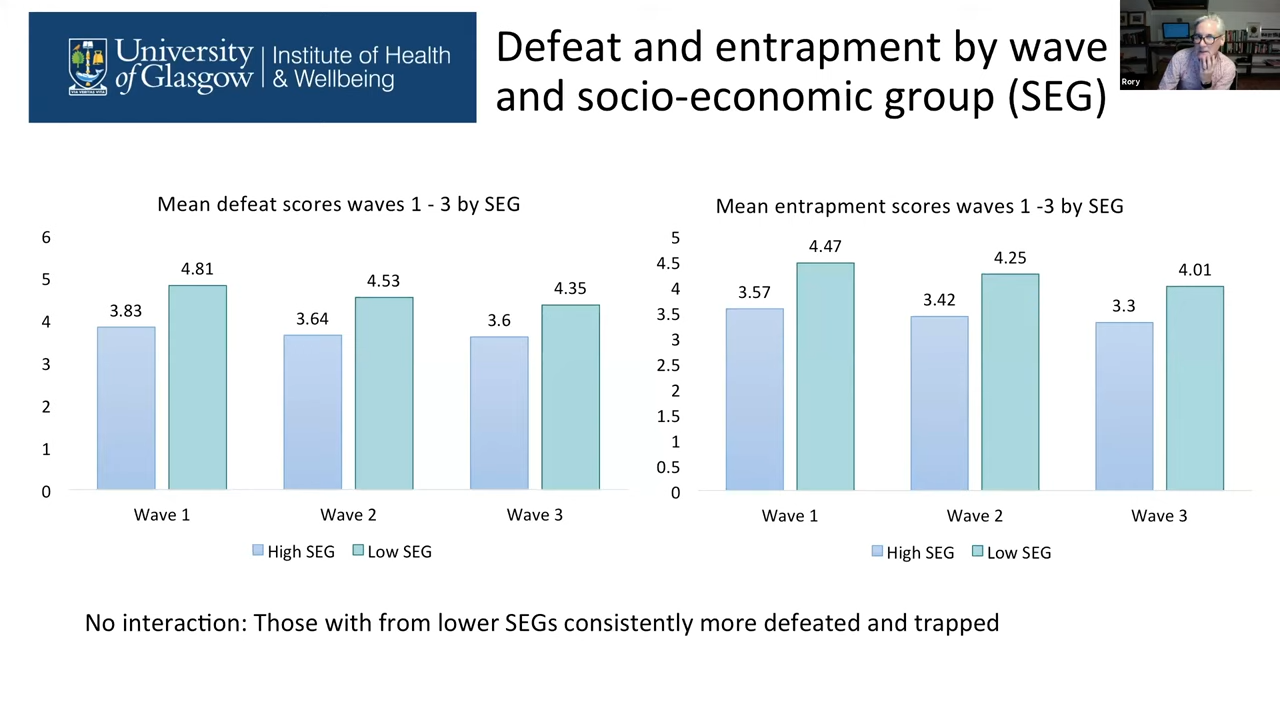 University
of Glasgow
Institute of Health
& Wellbeing
VIA VERITAS VITA
Defeat and entrapment by wave
and socio-economic group (SEG)
Rory
Mean defeat scores waves 1 - 3 by SEG
6
5
4
3
2
1
0
3.83
4.81
3.64
4.53
3.6
4.35
Wave 1
Wave 2
Wave 3
High SEG
Low SEG
Mean entrapment scores waves 1 -3 by SEG
5
4.5
4
3.5
3
2.5
2
1.5
1
0.5
0
3.57
4.47
3.42
4.25
3.3
4.01
Wave 1
Wave 2
Wave 3
High SEG
Low SEG
No interaction: Those with from lower SEGs consistently more defeated and trapped